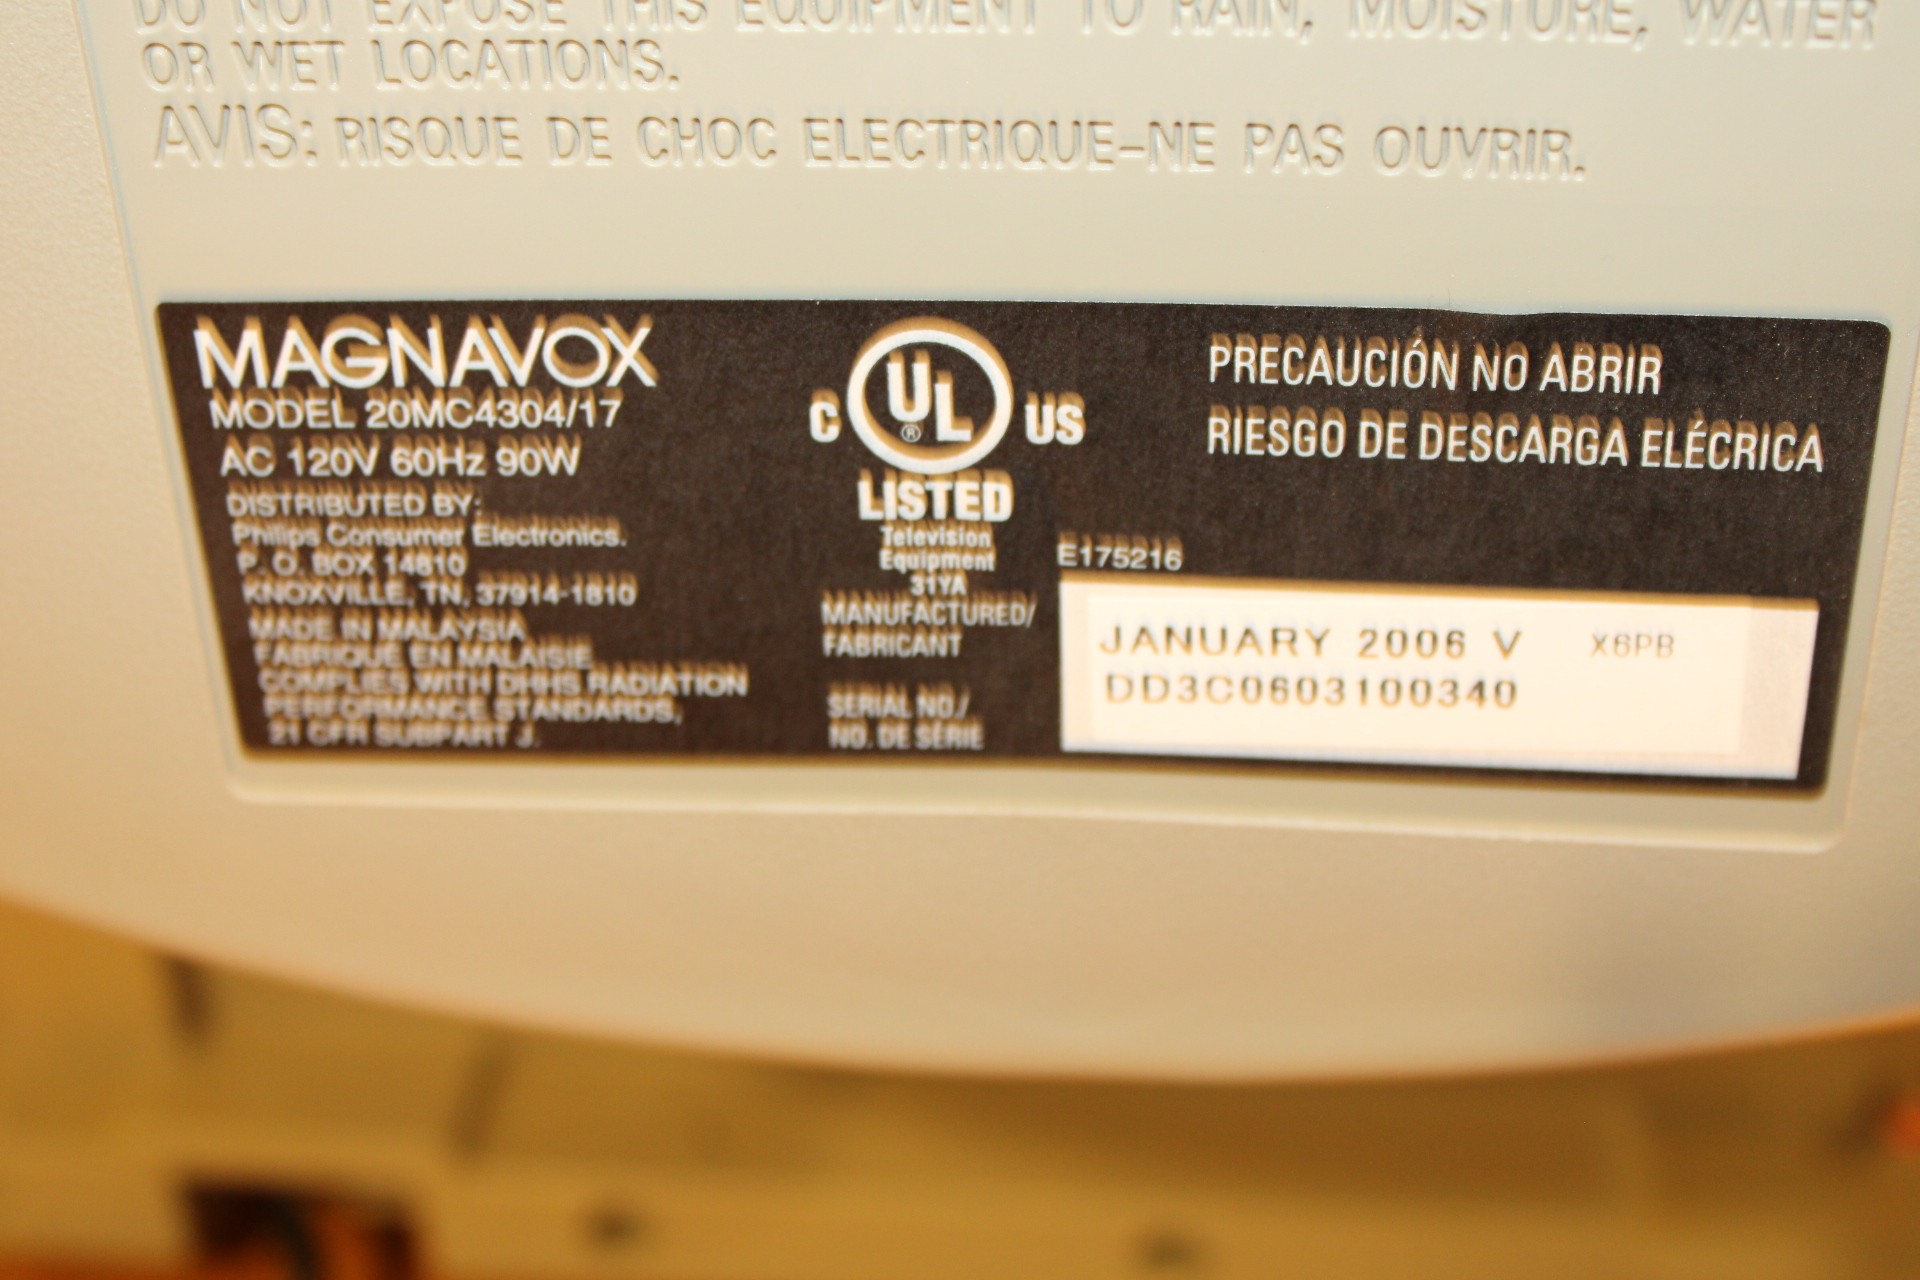 DO NOT EXPOSE THIS EQUIPMENT TO RAIN, MOISTURE, WATER
OR WET LOCATIONS.
AVIS: RISQUE DE CHOC ELECTRIQUE-NE PAS OUVRIR.
MAGNAVOX
MODEL 20MC4304/17
AC 120V 60Hz 90W
DISTRIBUTED BY:
Philips Consumer Electronics.
P. O. BOX 14810
KNOXVILLE, TN, 37914-1810
MADE IN MALAYSIA
FABRIQUE EN MALAISIE
COMPLIES WITH DHHS RADIATION
PERFORMANCE STANDARDS,
21 CFR SUBPART J.
C UL® US
LISTED
Television
Equipment
31YA
MANUFACTURED/
FABRICANT
SERIAL NO./
NO. DE SÉRIE
PRECAUCIÓN NO ABRIR
RIESGO DE DESCARGA ELÉCRICA
E175216
JANUARY 2006 V X6PB
DD3C0603100340